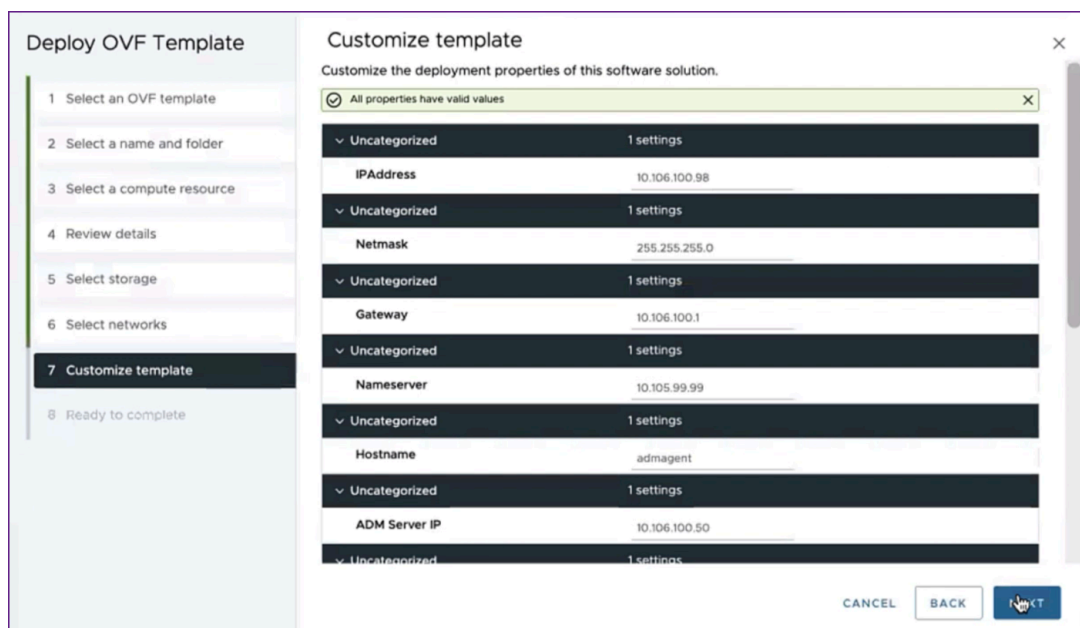 Deploy OVF Template
1 Select an OVF template
2 Select a name and folder
3 Select a compute resource
4 Review details
5 Select storage
6 Select networks
7 Customize template
8 Ready to complete
Customize template
Customize the deployment properties of this software solution.
All properties have valid values
Uncategorized 1 settings
IPAddress 10.106.100.98
Uncategorized 1 settings
Netmask 255.255.255.0
Uncategorized 1 settings
Gateway 10.106.100.1
Uncategorized 1 settings
Nameserver 10.105.99.99
Uncategorized 1 settings
Hostname admagent
Uncategorized 1 settings
ADM Server IP 10.106.100.50
Uncategorized 1 settings
CANCEL BACK NEXT